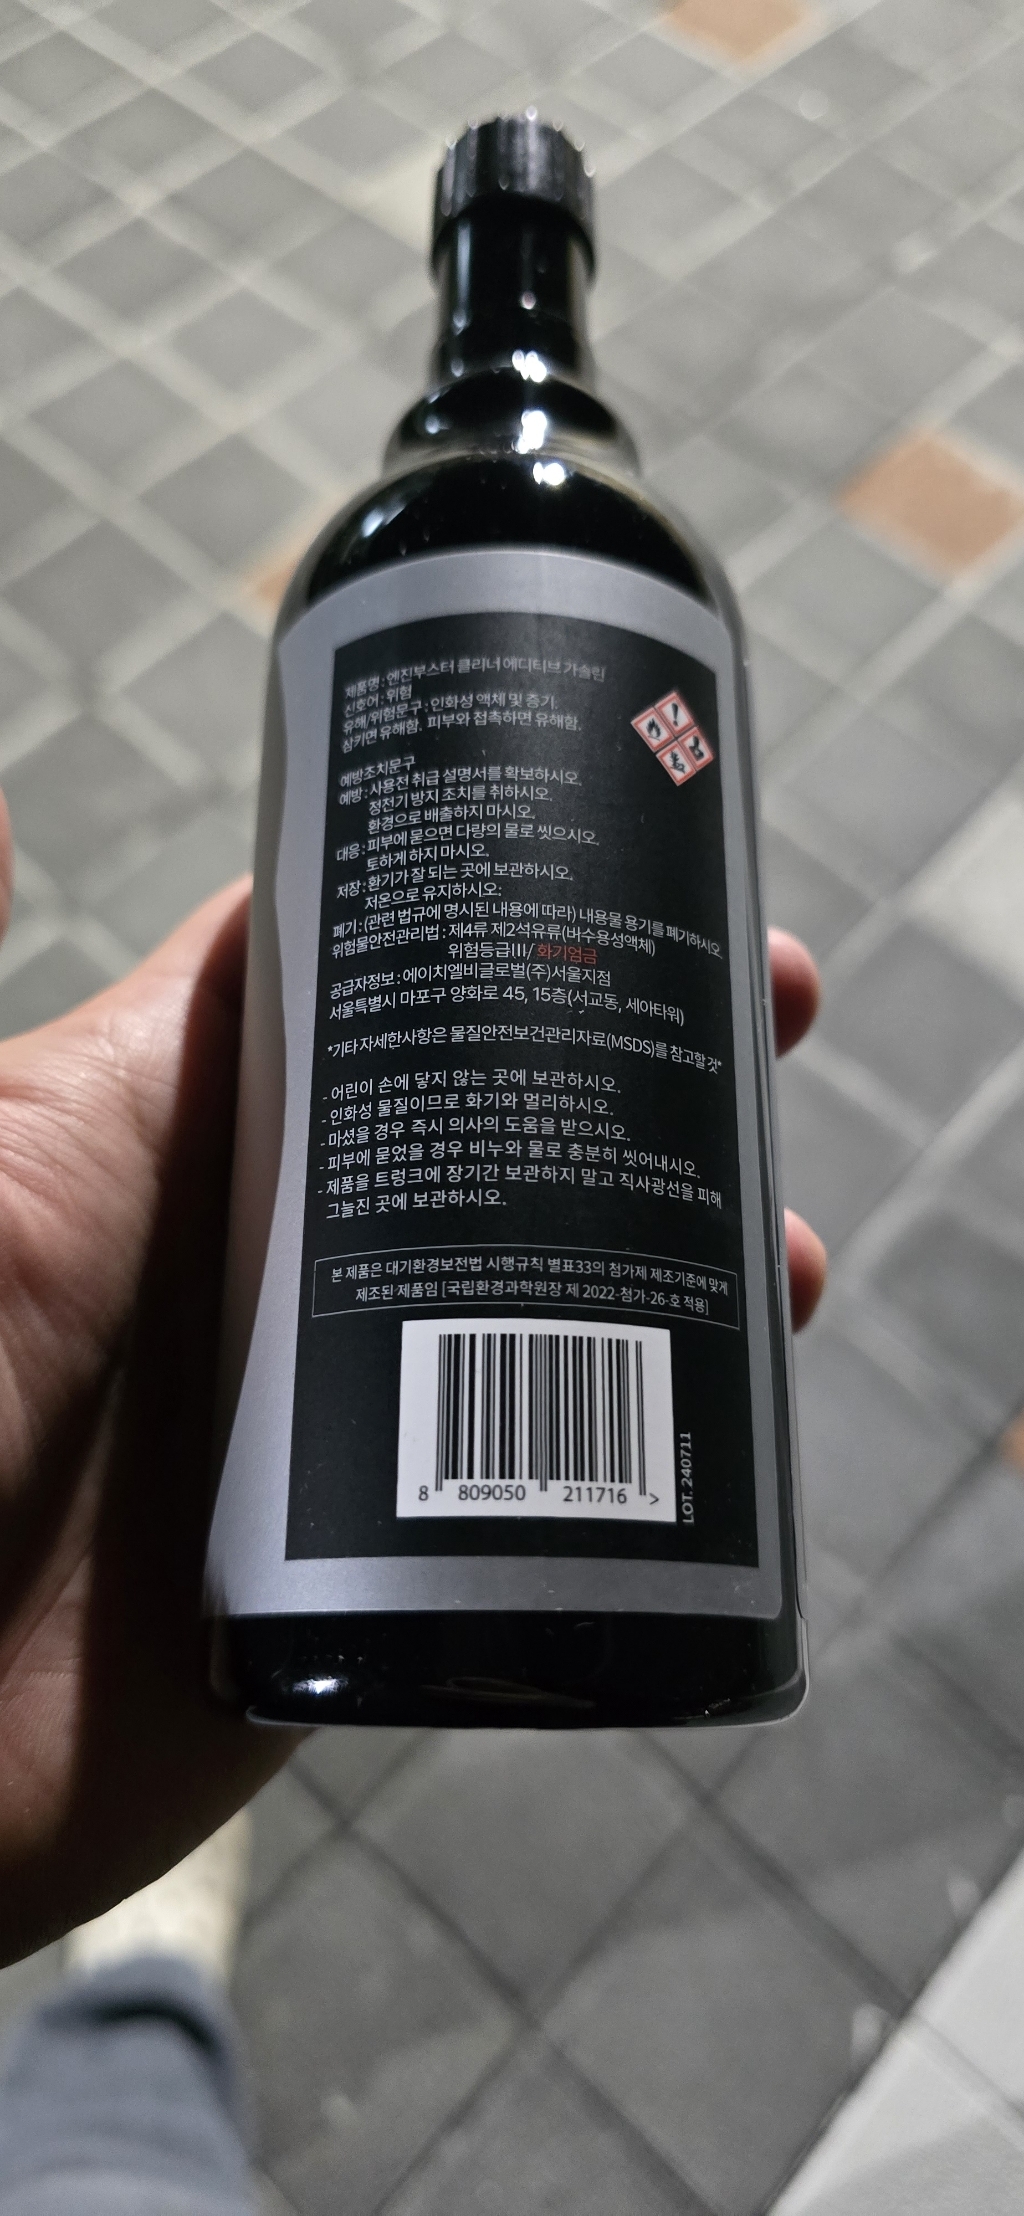 제품명 : 엔진부스터 클리너 에디티브 가솔린
신호어 : 위험
유해/위험문구 : 인화성 액체 및 증기.
삼키면 유해함. 피부와 접촉하면 유해함.
예방조치문구
예방 : 사용전 취급 설명서를 확보하시오.
정전기 방지 조치를 취하시오.
환경으로 배출하지 마시오.
대응 : 피부에 묻으면 다량의 물로 씻으시오.
토하게 하지 마시오.
저장 : 환기가 잘 되는 곳에 보관하시오.
저온으로 유지하시오.
폐기 : (관련 법규에 명시된 내용에 따라) 내용물 용기를 폐기하시오.
위험물안전관리법 : 제4류 제2석유류(바수용성액체)
위험등급III/ 화기엄금
공급자정보 : 에이치엘비글로벌(주)서울지점
서울특별시 마포구 양화로 45, 15층(서교동, 세아타워)
*기타 자세한사항은 물질안전보건관리자료(MSDS)를 참고할것*
- 어린이 손에 닿지 않는 곳에 보관하시오.
- 인화성 물질이므로 화기와 멀리하시오.
- 마셨을 경우 즉시 의사의 도움을 받으시오.
- 피부에 묻었을 경우 비누와 물로 충분히 씻어내시오.
- 제품을 트렁크에 장기간 보관하지 말고 직사광선을 피해
그늘진 곳에 보관하시오.
본 제품은 대기환경보전법 시행규칙 별표33의 첨가제 제조기준에 맞게
제조된 제품임 [국립환경과학원장 제 2022-첨가-26-호 적용]
8 809050 211716 >
LOT. 240711